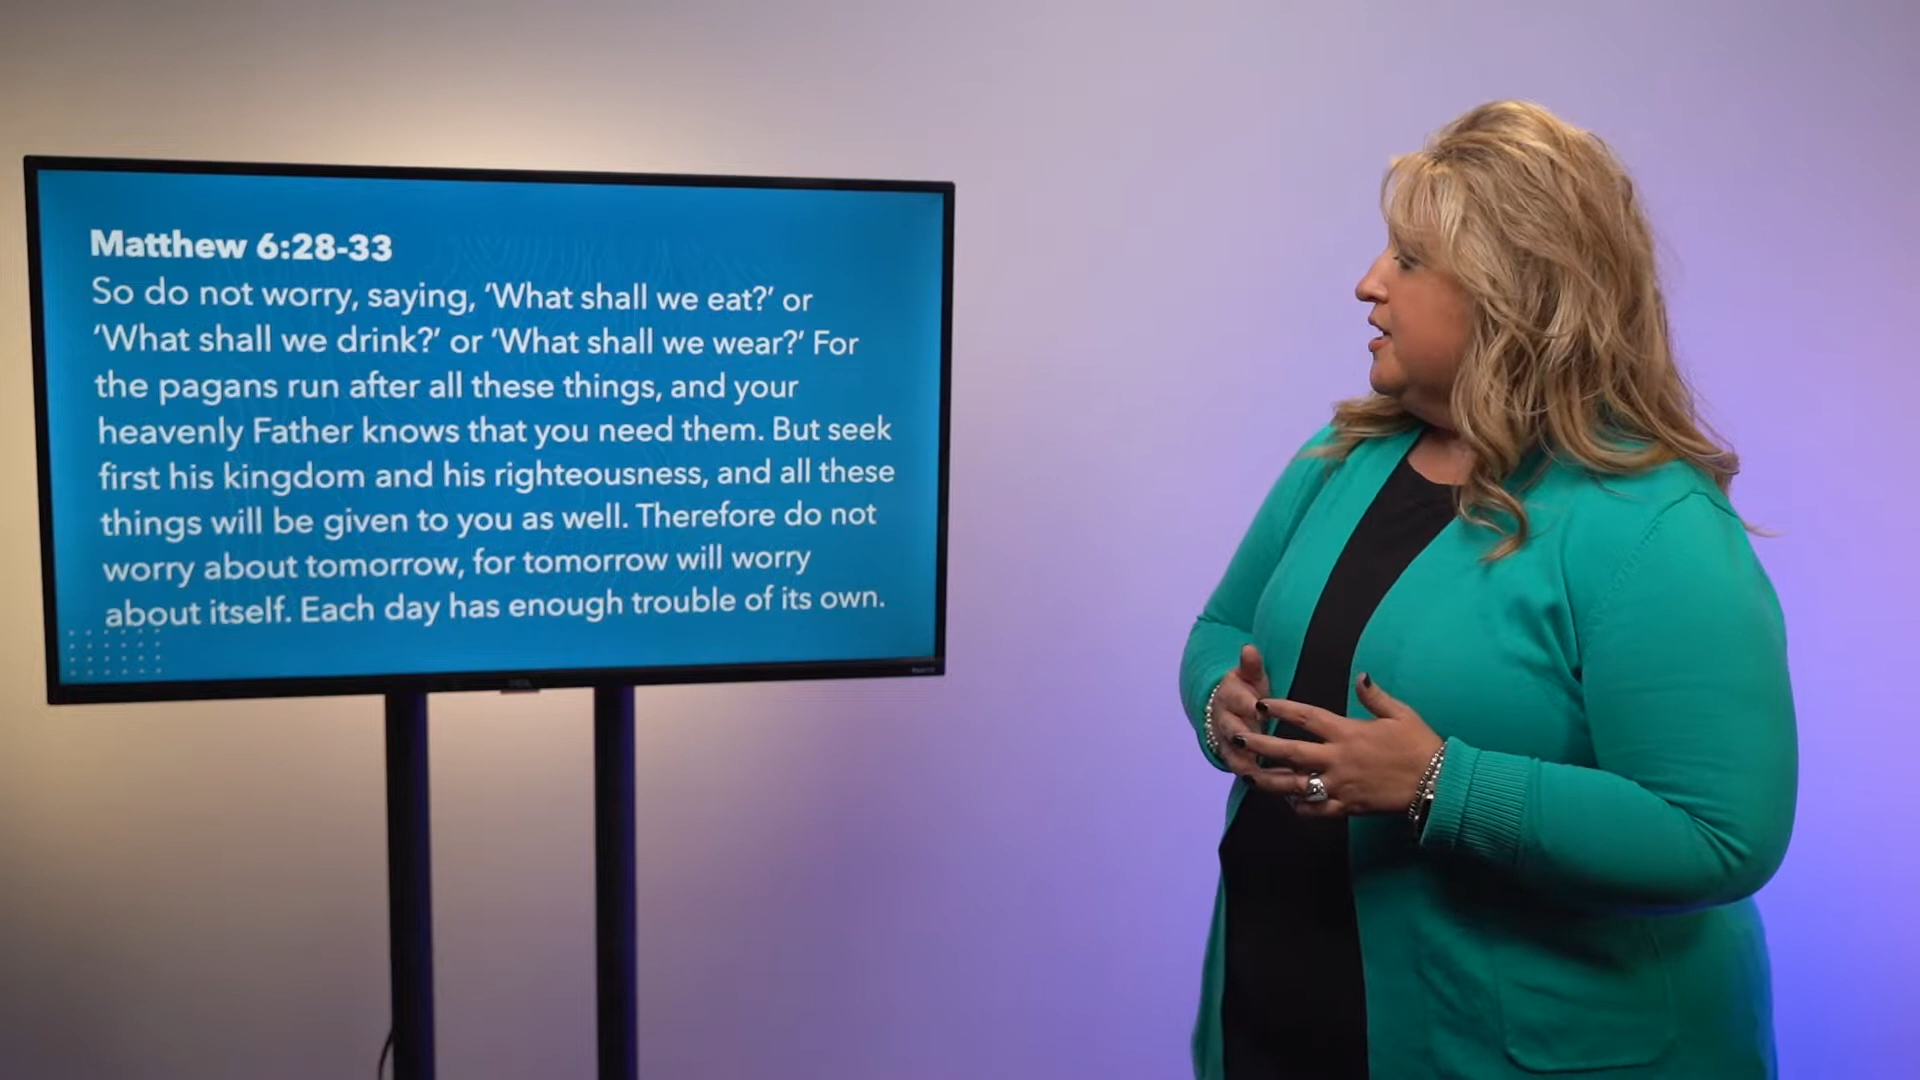 Matthew 6:28-33
So do not worry, saying, ‘What shall we eat?’ or
‘What shall we drink?’ or ‘What shall we wear?’ For
the pagans run after all these things, and your
heavenly Father knows that you need them. But seek
first his kingdom and his righteousness, and all these
things will be given to you as well. Therefore do not
worry about tomorrow, for tomorrow will worry
about itself. Each day has enough trouble of its own.